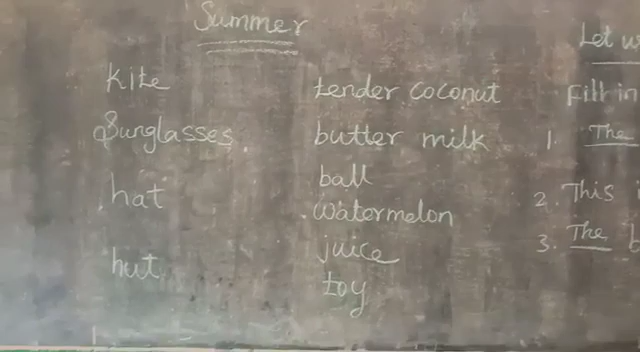 Summer
kite
Sunglasses
hat
hut
tender coconut
butter milk
ball
watermelon
juice
toy
Let
Fill in
1. The
2. This
3. The b